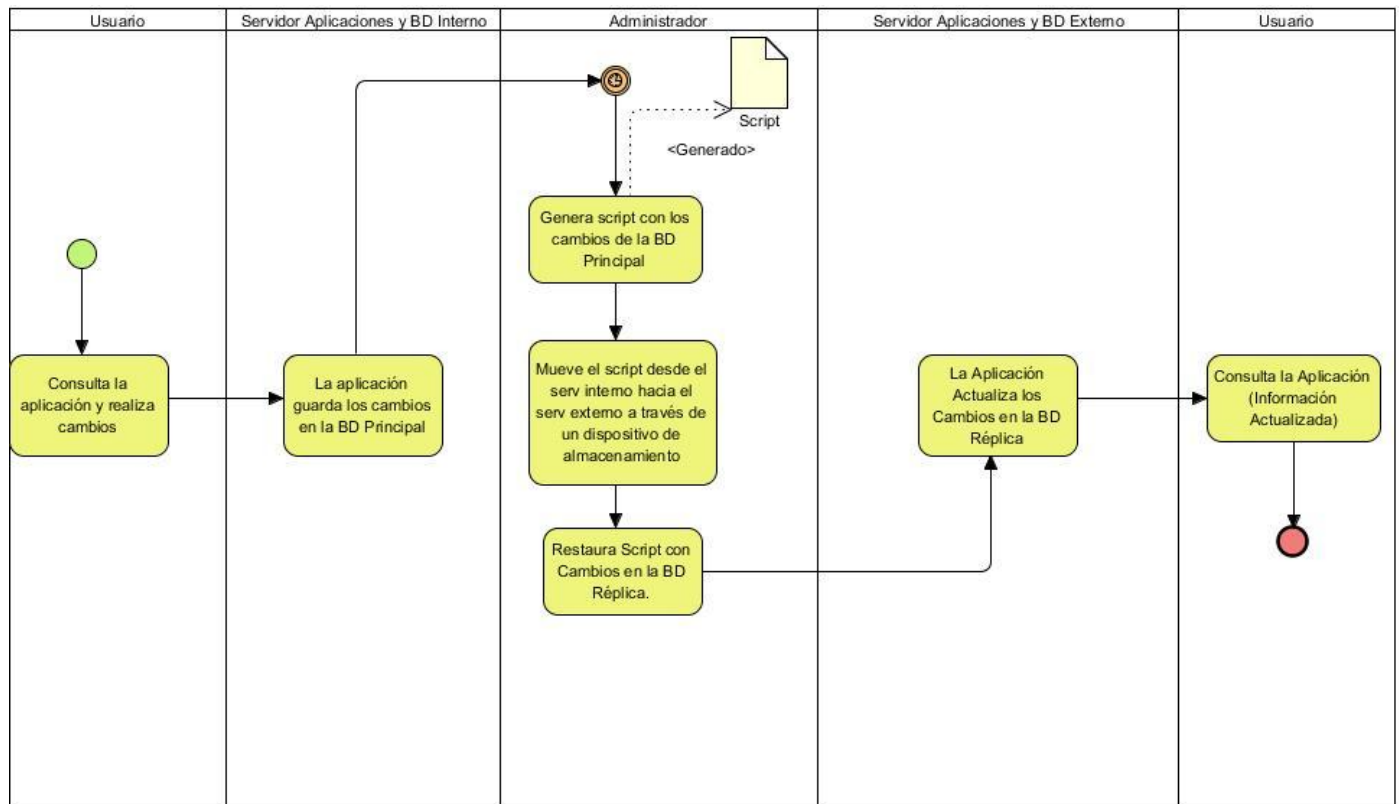 Usuario
Servidor Aplicaciones y BD Interno
Administrador
Servidor Aplicaciones y BD Externo
Usuario
Script
<Generado>
Genera script con los
cambios de la BD
Principal
Consulta la
aplicación y realiza
cambios
La aplicación
guarda los cambios
en la BD Principal
Mueve el script desde el
serv interno hacia el
serv externo a través de
un dispositivo de
almacenamiento
Restaura Script con
Cambios en la BD
Réplica.
La Aplicación
Actualiza los
Cambios en la BD
Réplica
Consulta la Aplicación
(Información
Actualizada)